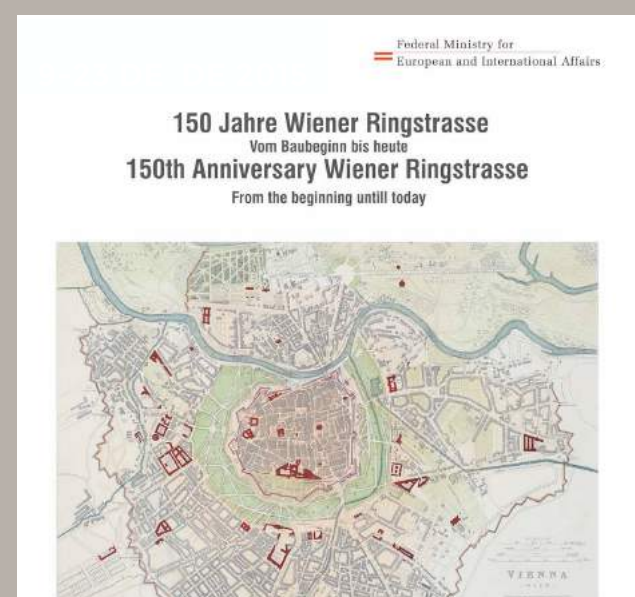 Federal Ministry for
European and International Affairs
150 Jahre Wiener Ringstrasse
Vom Baubeginn bis heute
150th Anniversary Wiener Ringstrasse
From the beginning untill today
VIENNA